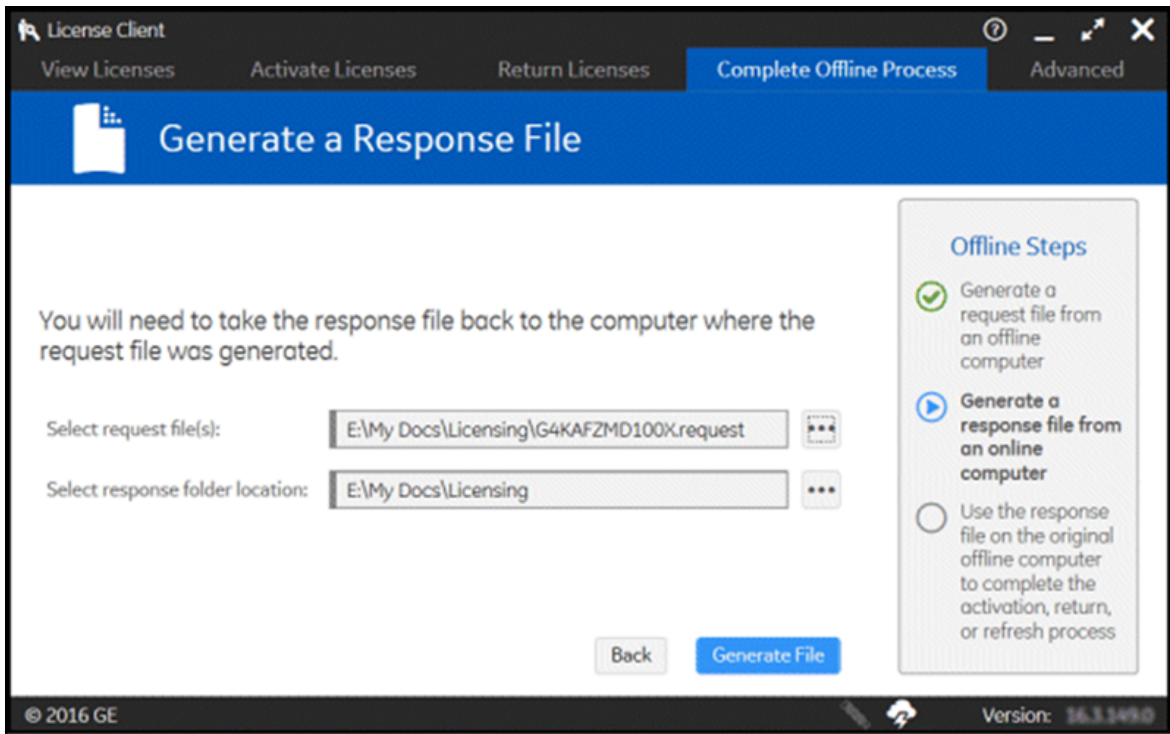 License Client
View Licenses Activate Licenses Return Licenses Complete Offline Process Advanced
Generate a Response File
You will need to take the response file back to the computer where the
request file was generated.
Select request file(s): E:\My Docs\Licensing\G4KAFZMD100X.request
Select response folder location: E:\My Docs\Licensing
Back Generate File
Offline Steps
Generate a
request file from
an offline
computer
Generate a
response file from
an online
computer
Use the response
file on the original
offline computer
to complete the
activation, return,
or refresh process
© 2016 GE
Version: